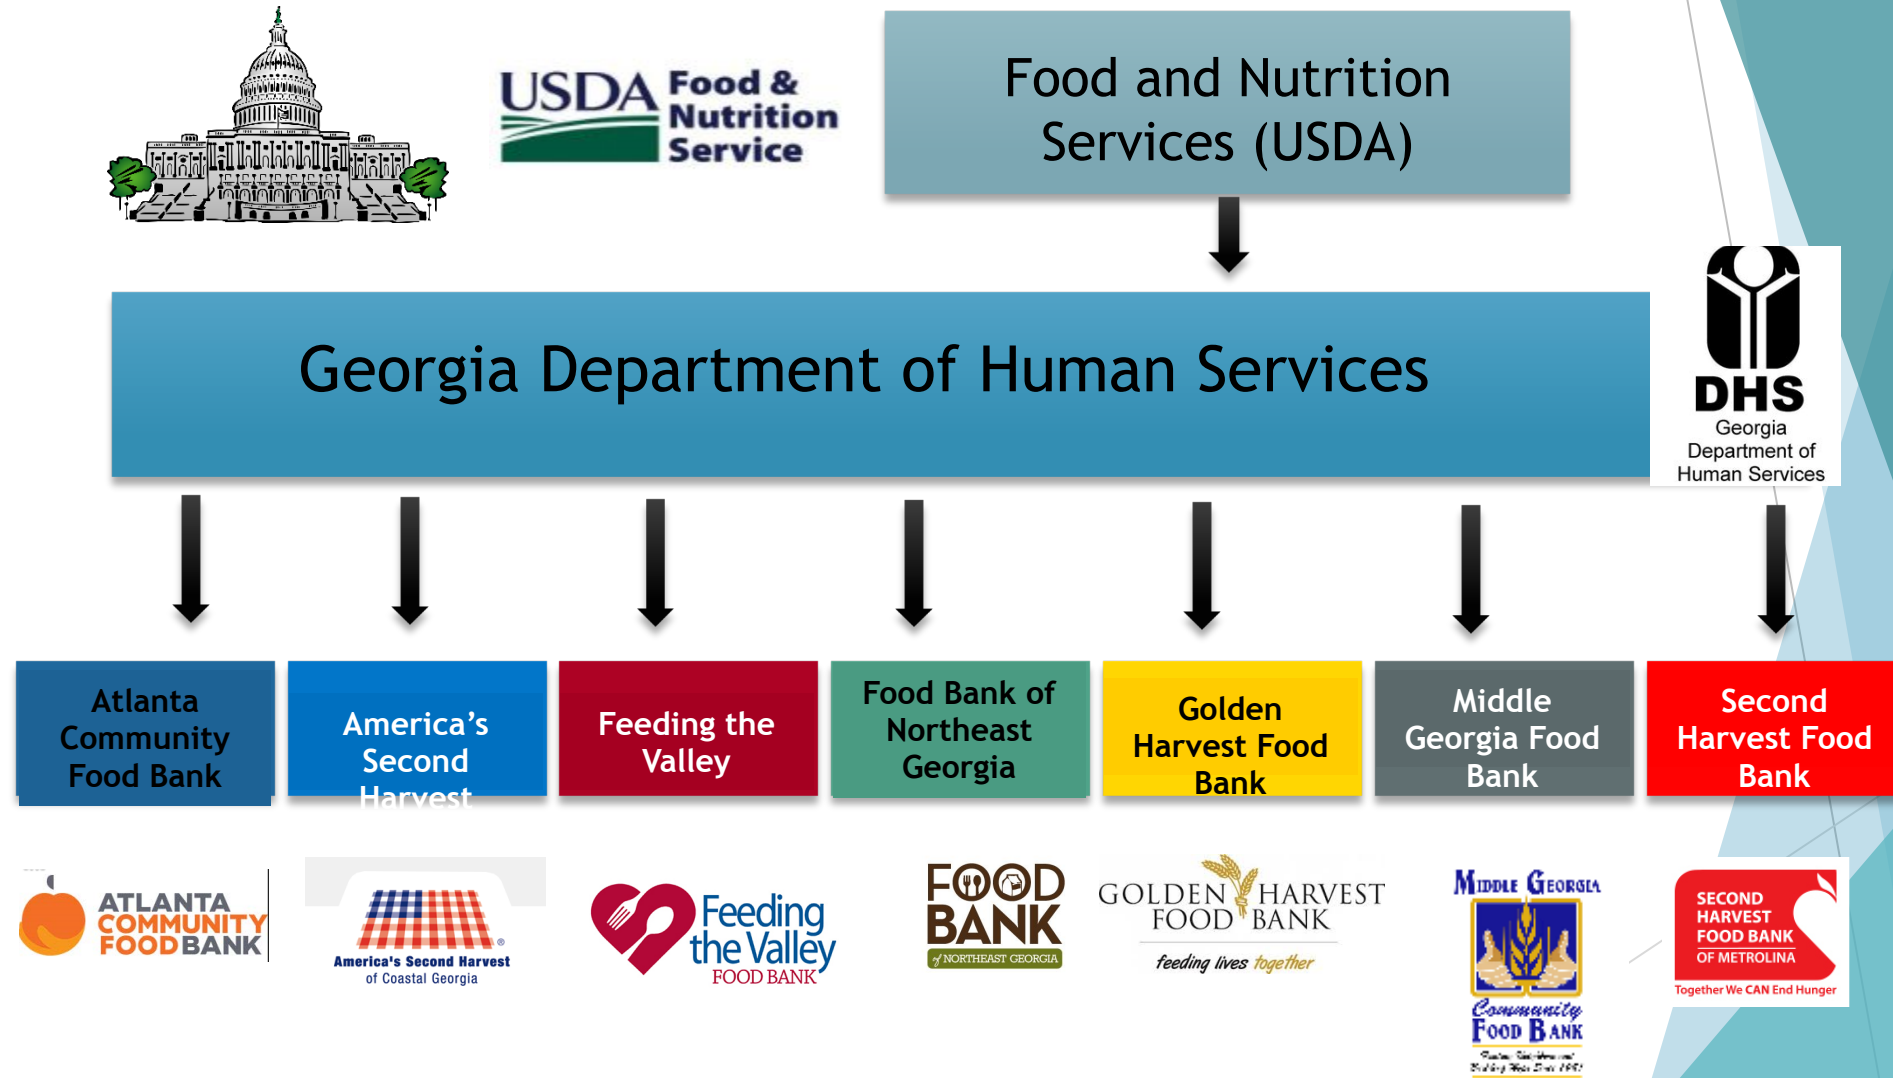 USDA Food &
Nutrition
Service
Food and Nutrition
Services (USDA)
Georgia Department of Human Services
DHS
Georgia
Department of
Human Services
Atlanta
Community
Food Bank
America’s
Second
Harvest
Feeding the
Valley
Food Bank of
Northeast
Georgia
Golden
Harvest Food
Bank
Middle
Georgia Food
Bank
Second
Harvest Food
Bank
ATLANTA
COMMUNITY
FOODBANK
America's Second Harvest ®
of Coastal Georgia
Feeding
the Valley
FOOD BANK
FOOD
BANK
of NORTHEAST GEORGIA
GOLDEN HARVEST
FOOD BANK
feeding lives together
MIDDLE GEORGIA
Community
FOOD BANK
SECOND
HARVEST
FOOD BANK
OF METROLINA
Together We CAN End Hunger